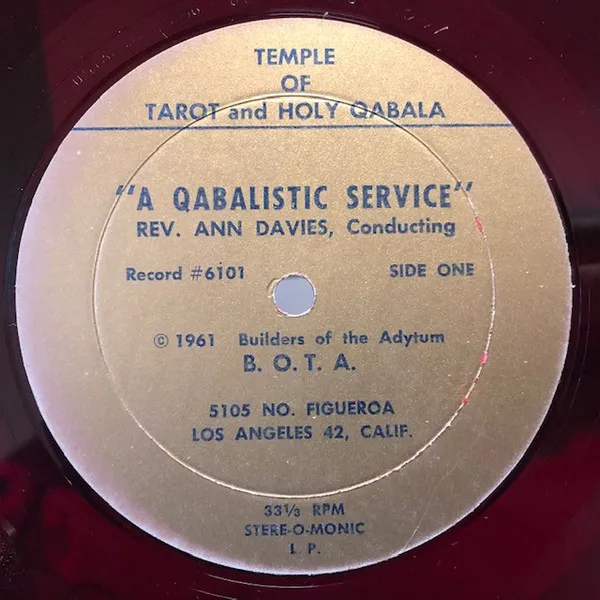 TEMPLE
OF
TAROT and HOLY QABALA
"A QABALISTIC SERVICE"
REV. ANN DAVIES, Conducting
Record #6101 SIDE ONE
© 1961 Builders of the Adytum
B. O. T. A.
5105 NO. FIGUEROA
LOS ANGELES 42, CALIF.
33⅓ RPM
STERE-O-MONIC
L P.